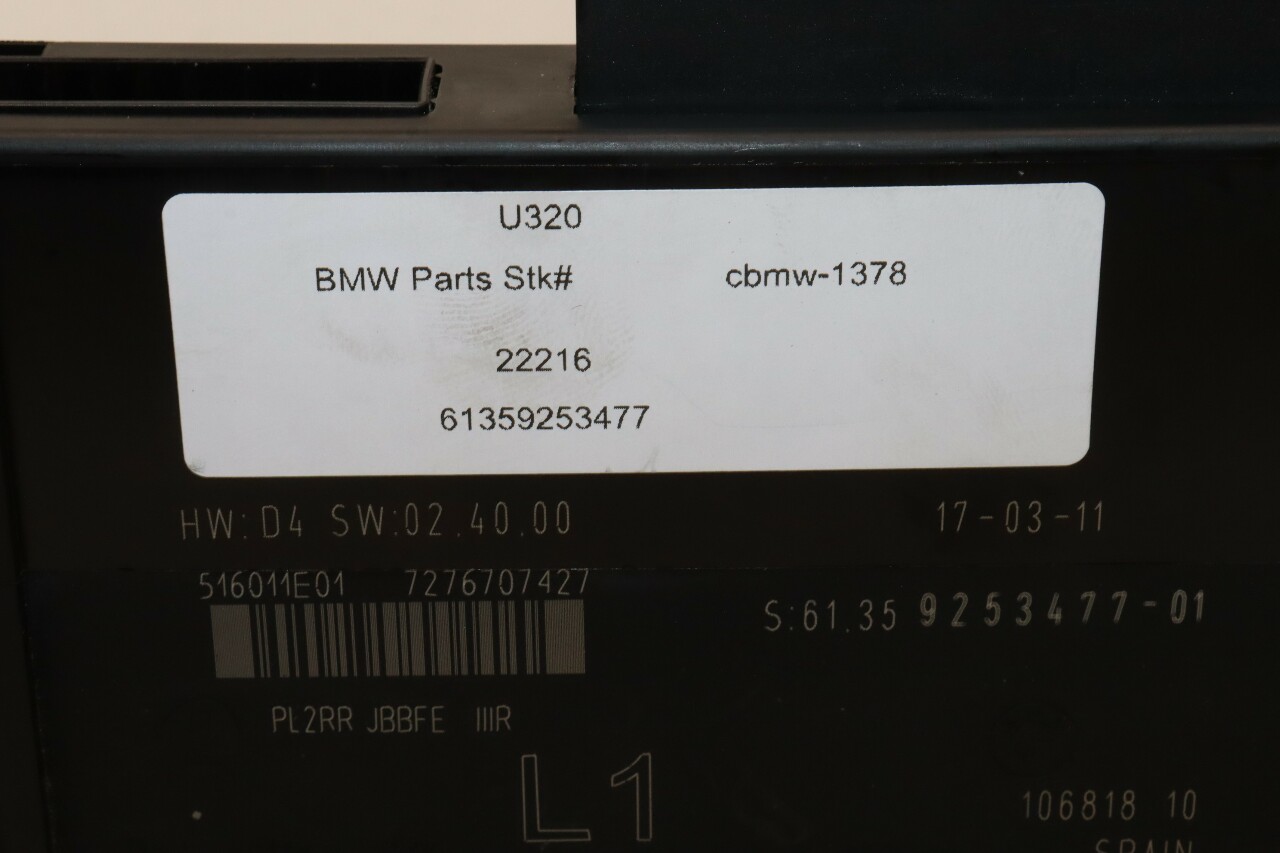 U320
BMW Parts Stk# cbmw-1378
22216
61359253477
HW: D4 SW:02.40.00 17-03-11
516011E01 7276707427
S:61.35 9253477-01
PL2RR JBBFE IIIR
L1
106818 10
SPAIN